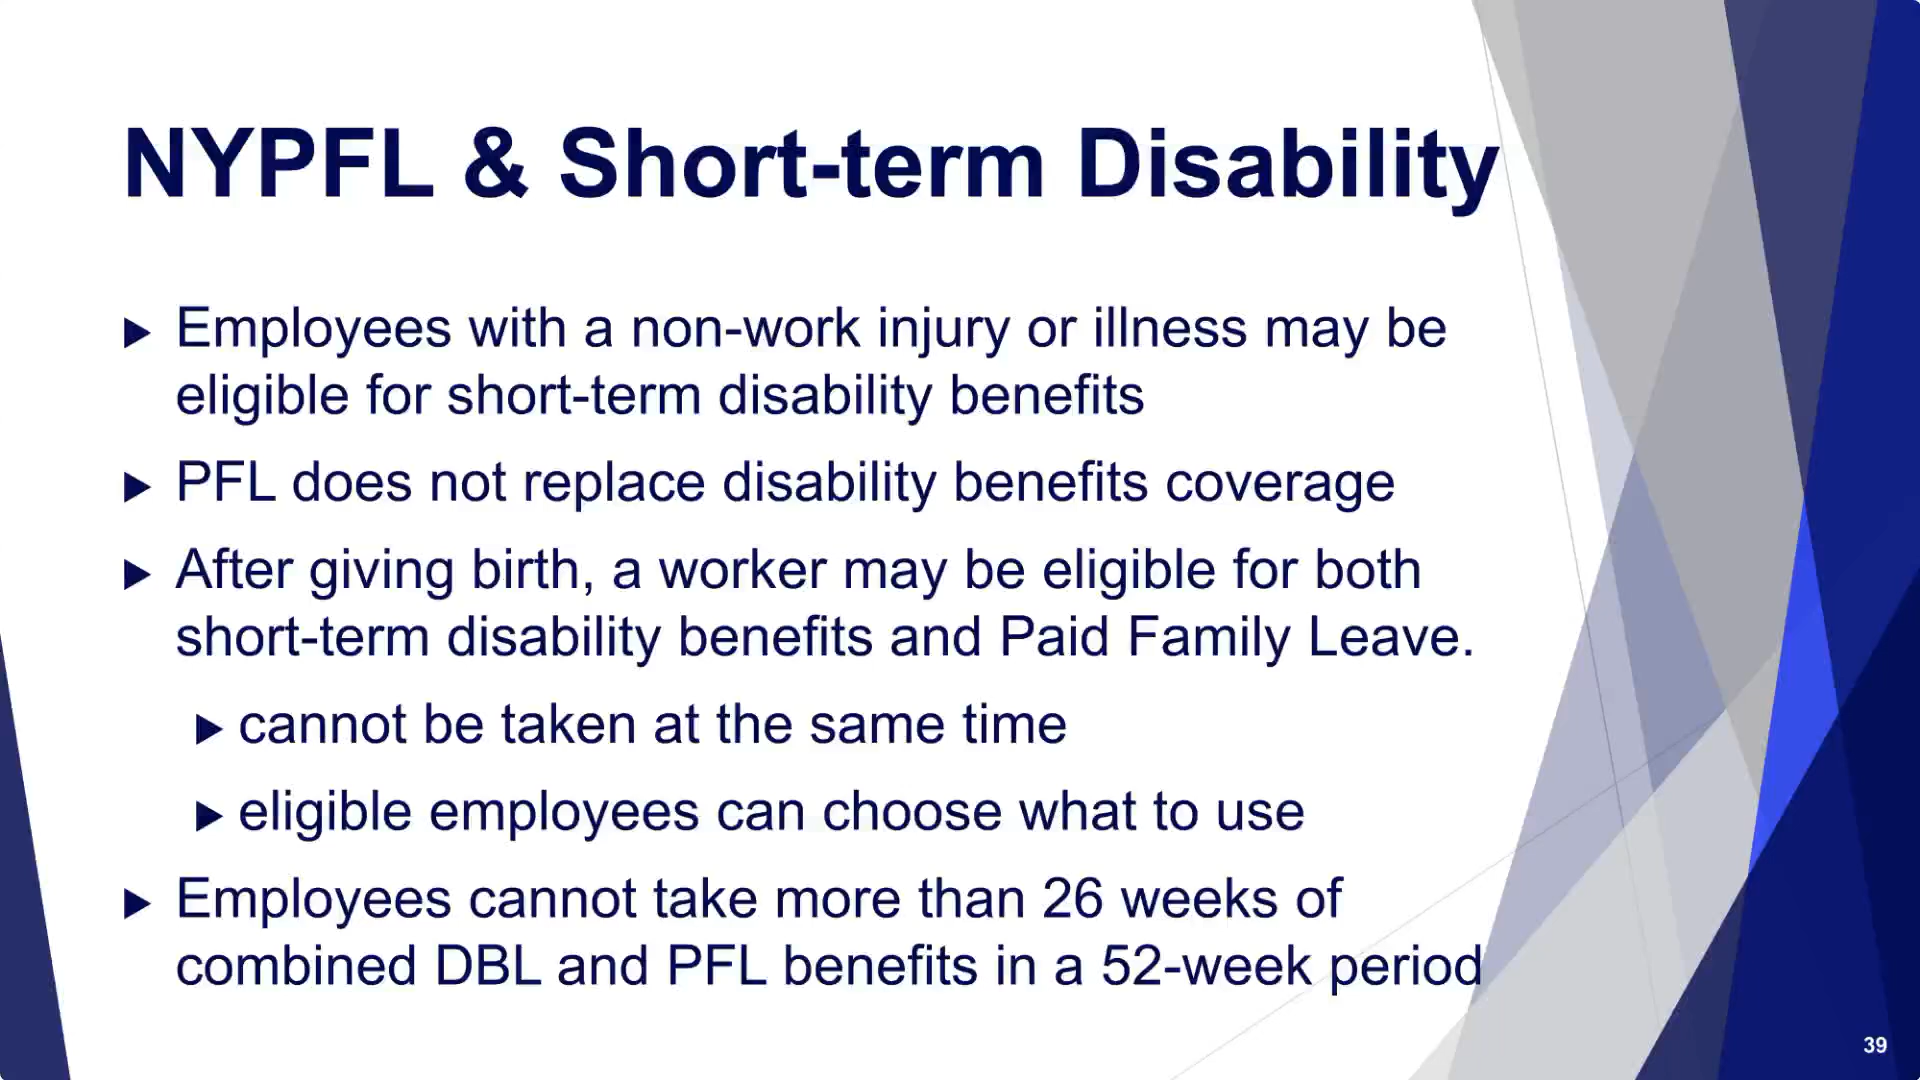 NYPFL & Short-term Disability
Employees with a non-work injury or illness may be
eligible for short-term disability benefits
PFL does not replace disability benefits coverage
After giving birth, a worker may be eligible for both
short-term disability benefits and Paid Family Leave.
cannot be taken at the same time
eligible employees can choose what to use
Employees cannot take more than 26 weeks of
combined DBL and PFL benefits in a 52-week period
39